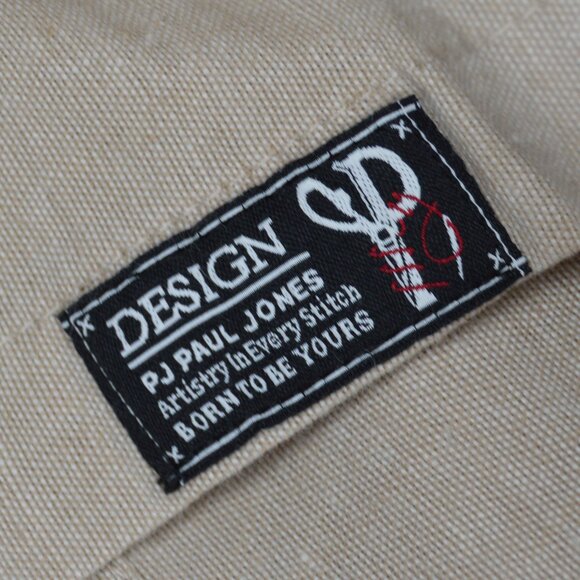 DESIGN
PJ PAUL JONES
Artistry in Every Stitch
BORN TO BE YOURS